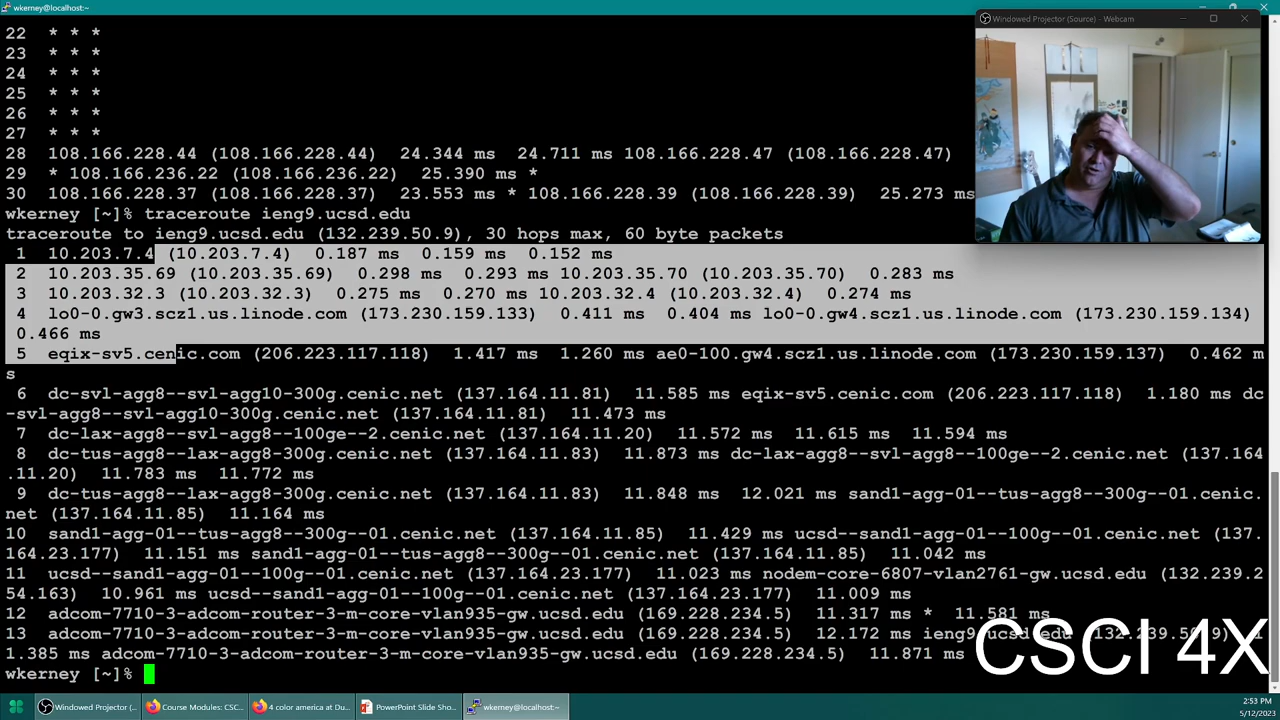 wkerney@localhost:~
22  * * *
23  * * *
24  * * *
25  * * *
26  * * *
27  * * *
28  108.166.228.44 (108.166.228.44)  24.344 ms  24.711 ms 108.166.228.47 (108.166.228.47)
29  * 108.166.236.22 (108.166.236.22)  25.390 ms *
30  108.166.228.37 (108.166.228.37)  23.553 ms * 108.166.228.39 (108.166.228.39)  25.273 ms
wkerney [~]% traceroute ieng9.ucsd.edu
traceroute to ieng9.ucsd.edu (132.239.50.9), 30 hops max, 60 byte packets
1  10.203.7.4 (10.203.7.4)  0.187 ms  0.159 ms  0.152 ms
2  10.203.35.69 (10.203.35.69)  0.298 ms  0.293 ms 10.203.35.70 (10.203.35.70)  0.283 ms
3  10.203.32.3 (10.203.32.3)  0.275 ms  0.270 ms 10.203.32.4 (10.203.32.4)  0.274 ms
4  lo0-0.gw3.scz1.us.linode.com (173.230.159.133)  0.411 ms  0.404 ms lo0-0.gw4.scz1.us.linode.com (173.230.159.134)
0.466 ms
5  eqix-sv5.cenic.com (206.223.117.118)  1.417 ms  1.260 ms ae0-100.gw4.scz1.us.linode.com (173.230.159.137)  0.462 m
s
6  dc-svl-agg8--svl-agg10-300g.cenic.net (137.164.11.81)  11.585 ms eqix-sv5.cenic.com (206.223.117.118)  1.180 ms dc
-svl-agg8--svl-agg10-300g.cenic.net (137.164.11.81)  11.473 ms
7  dc-lax-agg8--svl-agg8--100ge--2.cenic.net (137.164.11.20)  11.572 ms  11.615 ms  11.594 ms
8  dc-tus-agg8--lax-agg8-300g.cenic.net (137.164.11.83)  11.873 ms dc-lax-agg8--svl-agg8--100ge--2.cenic.net (137.164
.11.20)  11.783 ms  11.772 ms
9  dc-tus-agg8--lax-agg8-300g.cenic.net (137.164.11.83)  11.848 ms  12.021 ms sand1-agg-01--tus-agg8--300g--01.cenic.
net (137.164.11.85)  11.164 ms
10  sand1-agg-01--tus-agg8--300g--01.cenic.net (137.164.11.85)  11.429 ms ucsd--sand1-agg-01--100g--01.cenic.net (137.
164.23.177)  11.151 ms sand1-agg-01--tus-agg8--300g--01.cenic.net (137.164.11.85)  11.042 ms
11  ucsd--sand1-agg-01--100g--01.cenic.net (137.164.23.177)  11.023 ms nodem-core-6807-vlan2761-gw.ucsd.edu (132.239.2
54.163)  10.961 ms ucsd--sand1-agg-01--100g--01.cenic.net (137.164.23.177)  11.009 ms
12  adcom-7710-3-adcom-router-3-m-core-vlan935-gw.ucsd.edu (169.228.234.5)  11.317 ms *  11.581 ms
13  adcom-7710-3-adcom-router-3-m-core-vlan935-gw.ucsd.edu (169.228.234.5)  12.172 ms ieng9.ucsd.edu (132.239.50.9)  1
1.385 ms adcom-7710-3-adcom-router-3-m-core-vlan935-gw.ucsd.edu (169.228.234.5)  11.871 ms
wkerney [~]%
Windowed Projector (Source) - Webcam
CSCI 4X
Windowed Projector (...
Course Modules: CSC...
4 color america at Du...
PowerPoint Slide Sho...
wkerney@localhost:~
2:53 PM
5/12/2023